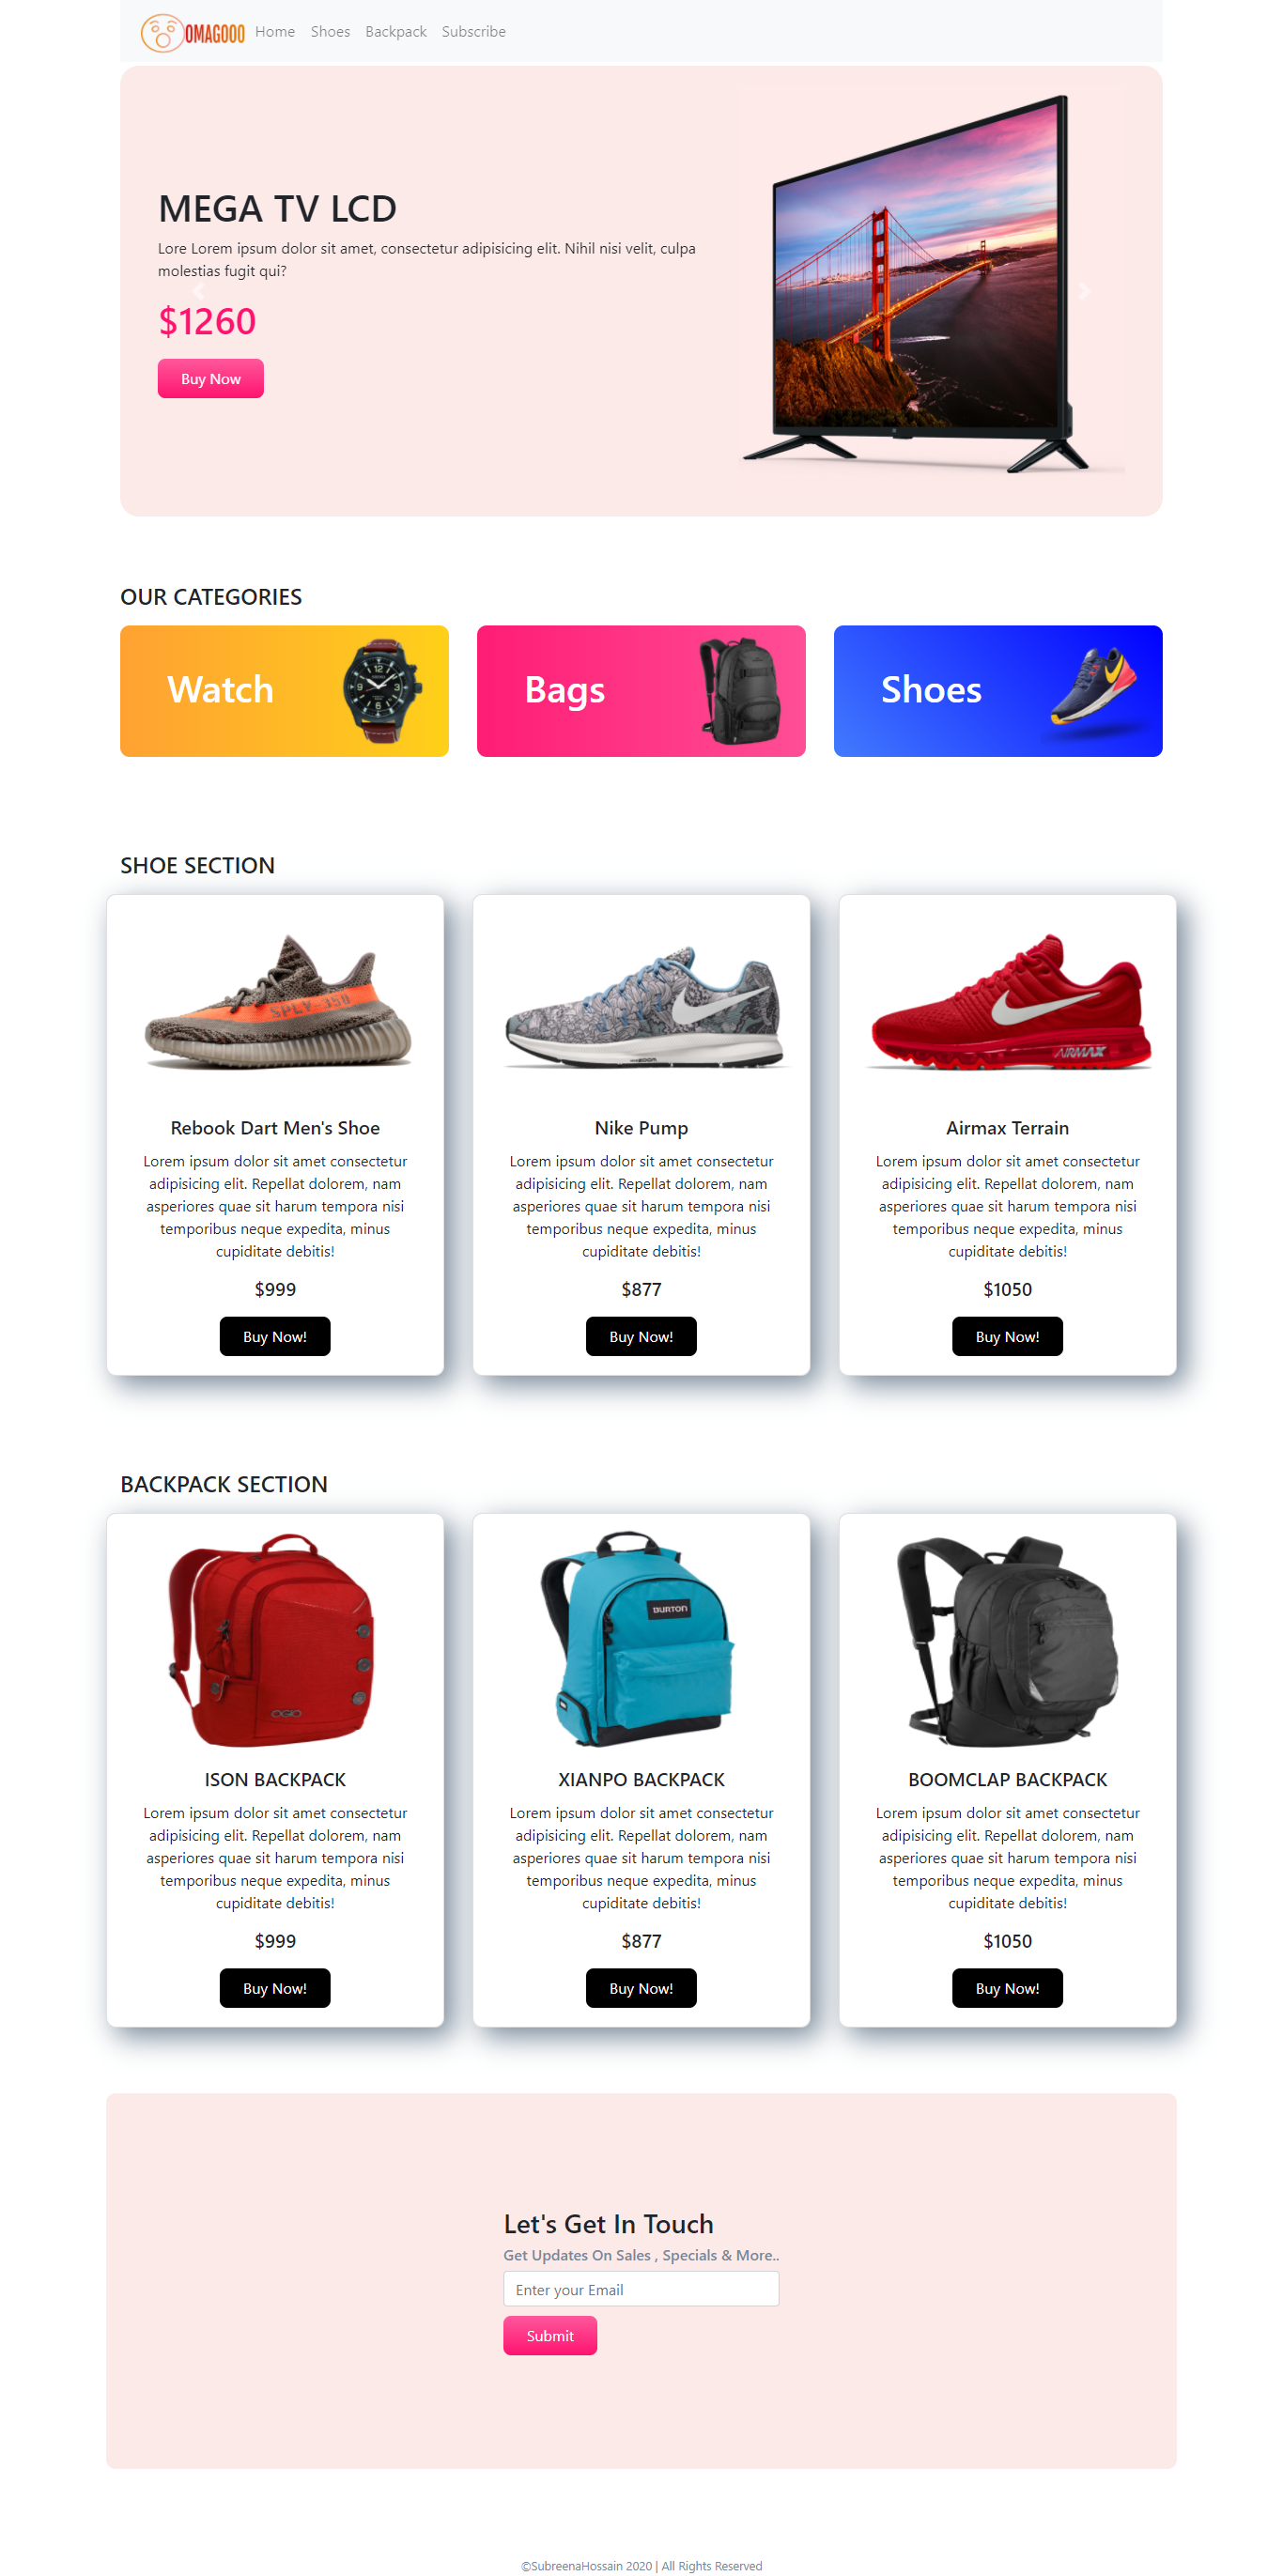 OMAGOOO Home Shoes Backpack Subscribe
MEGA TV LCD
Lore Lorem ipsum dolor sit amet, consectetur adipisicing elit. Nihil nisi velit, culpa
molestias fugit qui?
$1260
Buy Now
OUR CATEGORIES
Watch
Bags
Shoes
SHOE SECTION
SPLY-350
ZOOM
AIRMAX
Rebook Dart Men's Shoe
Lorem ipsum dolor sit amet consectetur
adipisicing elit. Repellat dolorem, nam
asperiores quae sit harum tempora nisi
temporibus neque expedita, minus
cupiditate debitis!
$999
Buy Now!
Nike Pump
Lorem ipsum dolor sit amet consectetur
adipisicing elit. Repellat dolorem, nam
asperiores quae sit harum tempora nisi
temporibus neque expedita, minus
cupiditate debitis!
$877
Buy Now!
Airmax Terrain
Lorem ipsum dolor sit amet consectetur
adipisicing elit. Repellat dolorem, nam
asperiores quae sit harum tempora nisi
temporibus neque expedita, minus
cupiditate debitis!
$1050
Buy Now!
BACKPACK SECTION
OGIO
BURTON
ISON BACKPACK
Lorem ipsum dolor sit amet consectetur
adipisicing elit. Repellat dolorem, nam
asperiores quae sit harum tempora nisi
temporibus neque expedita, minus
cupiditate debitis!
$999
Buy Now!
XIANPO BACKPACK
Lorem ipsum dolor sit amet consectetur
adipisicing elit. Repellat dolorem, nam
asperiores quae sit harum tempora nisi
temporibus neque expedita, minus
cupiditate debitis!
$877
Buy Now!
BOOMCLAP BACKPACK
Lorem ipsum dolor sit amet consectetur
adipisicing elit. Repellat dolorem, nam
asperiores quae sit harum tempora nisi
temporibus neque expedita, minus
cupiditate debitis!
$1050
Buy Now!
Let's Get In Touch
Get Updates On Sales , Specials & More..
Enter your Email
Submit
©SubreenaHossain 2020 | All Rights Reserved